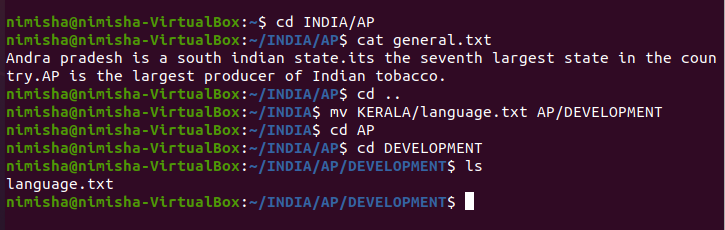 nimisha@nimisha-VirtualBox:~$ cd INDIA/AP
nimisha@nimisha-VirtualBox:~/INDIA/AP$ cat general.txt
Andra pradesh is a south indian state.its the seventh largest state in the coun
try.AP is the largest producer of Indian tobacco.
nimisha@nimisha-VirtualBox:~/INDIA/AP$ cd ..
nimisha@nimisha-VirtualBox:~/INDIA$ mv KERALA/language.txt AP/DEVELOPMENT
nimisha@nimisha-VirtualBox:~/INDIA$ cd AP
nimisha@nimisha-VirtualBox:~/INDIA/AP$ cd DEVELOPMENT
nimisha@nimisha-VirtualBox:~/INDIA/AP/DEVELOPMENT$ ls
language.txt
nimisha@nimisha-VirtualBox:~/INDIA/AP/DEVELOPMENT$